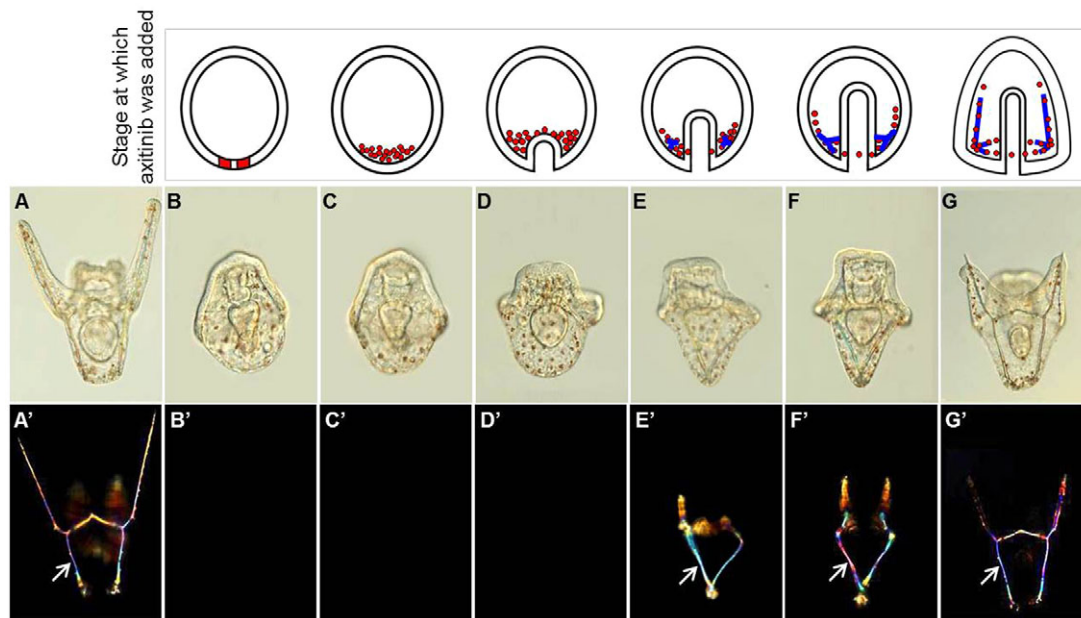 Stage at which
axitinib was added
A B C D E F G
A' B' C' D' E' F' G'